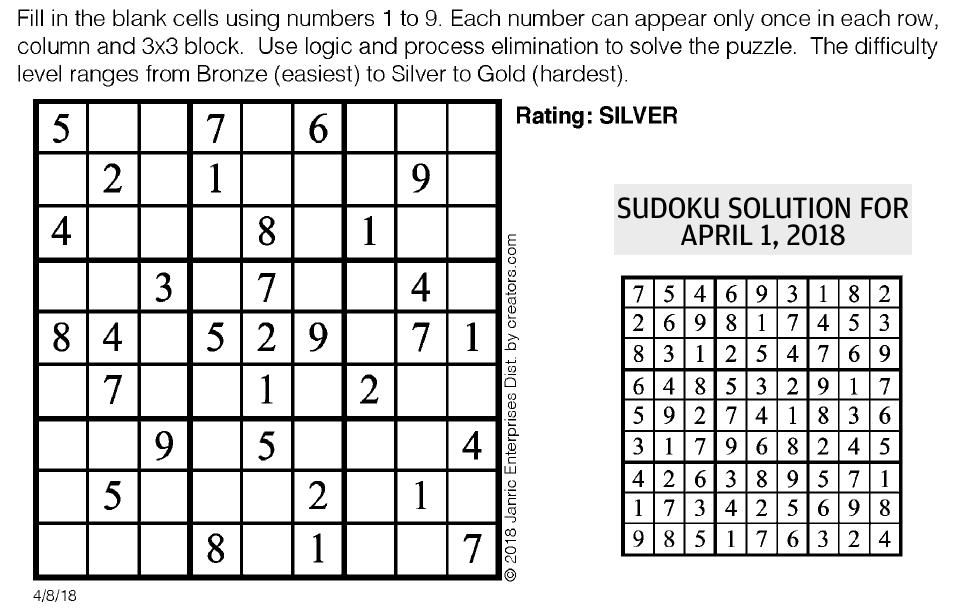 Fill in the blank cells using numbers 1 to 9. Each number can appear only once in each row,
column and 3x3 block.  Use logic and process elimination to solve the puzzle.  The difficulty
level ranges from Bronze (easiest) to Silver to Gold (hardest).
5 7 6
2 1 9
4 8 1
3 7 4
8 4 5 2 9 7 1
7 1 2
9 5 4
5 2 1
8 1 7
4/8/18
© 2018 Janric Enterprises Dist. by creators.com
Rating: SILVER
SUDOKU SOLUTION FOR
APRIL 1, 2018
7 5 4 6 9 3 1 8 2
2 6 9 8 1 7 4 5 3
8 3 1 2 5 4 7 6 9
6 4 8 5 3 2 9 1 7
5 9 2 7 4 1 8 3 6
3 1 7 9 6 8 2 4 5
4 2 6 3 8 9 5 7 1
1 7 3 4 2 5 6 9 8
9 8 5 1 7 6 3 2 4